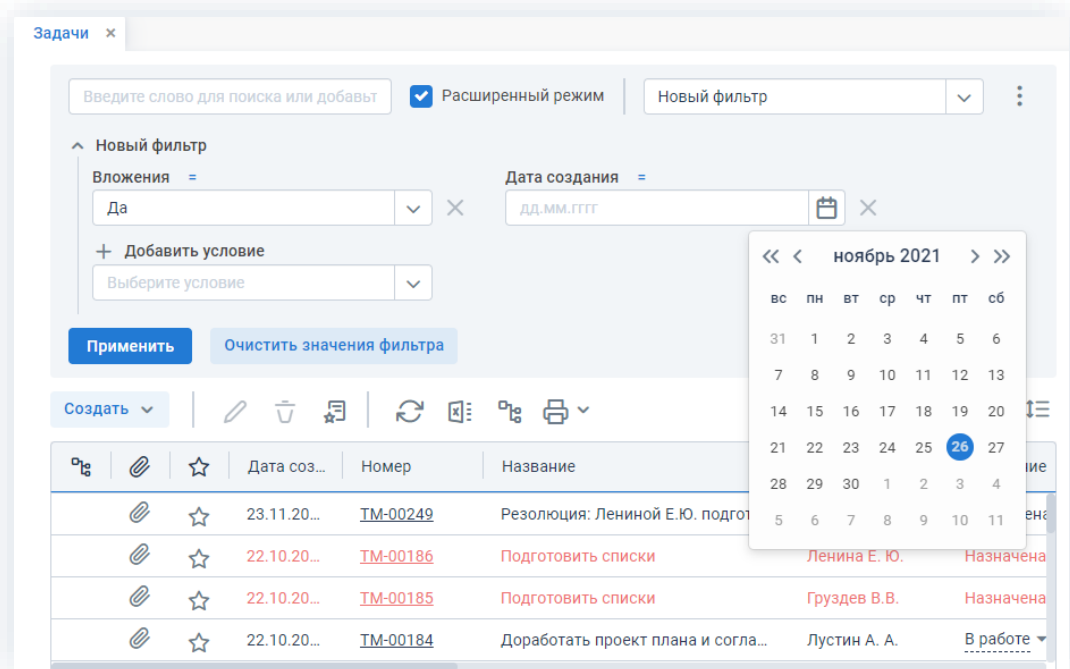 Задачи ×
Введите слово для поиска или добавьт Расширенный режим Новый фильтр
Новый фильтр
Вложения = Дата создания =
Да дд.мм.гггг
Добавить условие
Выберите условие
ноябрь 2021
вс пн вт ср чт пт сб
31 1 2 3 4 5 6
7 8 9 10 11 12 13
14 15 16 17 18 19 20
21 22 23 24 25 26 27
28 29 30 1 2 3 4
5 6 7 8 9 10 11
Применить Очистить значения фильтра
Создать
Дата соз... Номер Название
23.11.20... ТМ-00249 Резолюция: Лениной Е.Ю. подгот
22.10.20... ТМ-00186 Подготовить списки Ленина Е. Ю. Назначена
22.10.20... ТМ-00185 Подготовить списки Груздев В.В. Назначена
22.10.20... ТМ-00184 Доработать проект плана и согла... Лустин А. А. В работе